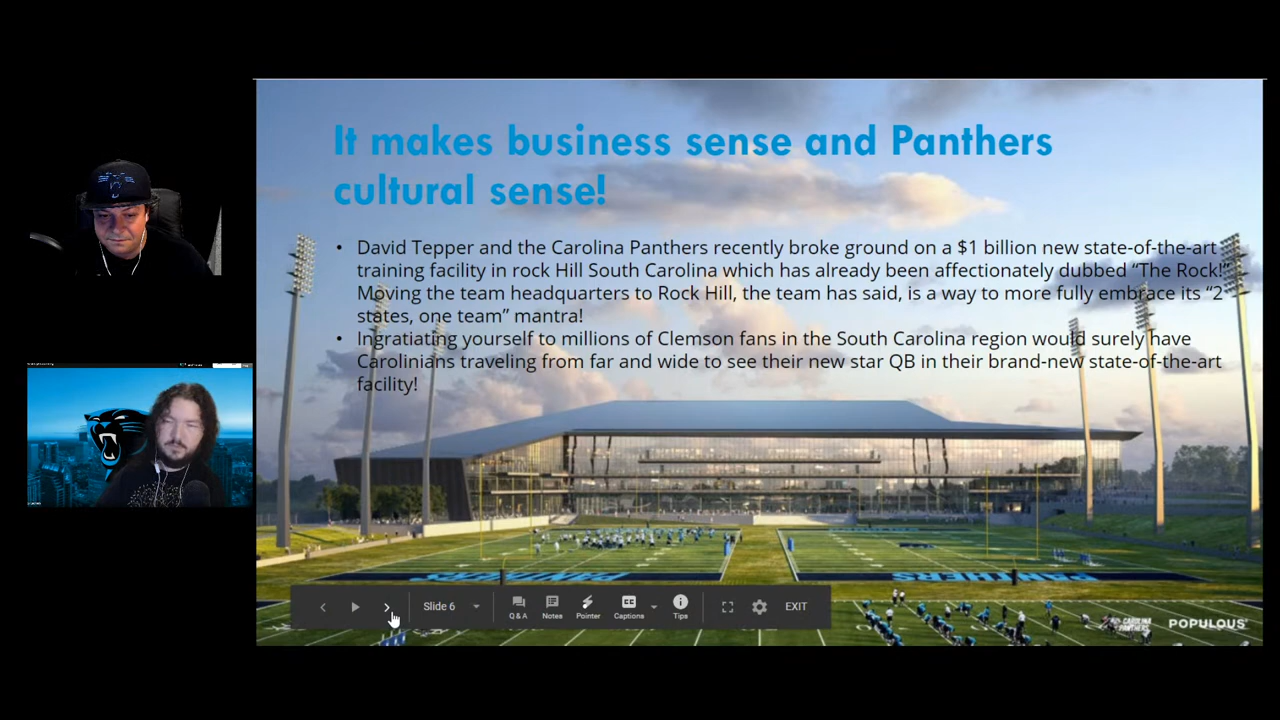 It makes business sense and Panthers
cultural sense!
• David Tepper and the Carolina Panthers recently broke ground on a $1 billion new state-of-the-art
training facility in rock Hill South Carolina which has already been affectionately dubbed “The Rock!”
Moving the team headquarters to Rock Hill, the team has said, is a way to more fully embrace its “2
states, one team” mantra!
• Ingratiating yourself to millions of Clemson fans in the South Carolina region would surely have
Carolinians traveling from far and wide to see their new star QB in their brand-new state-of-the-art
facility!
PANTHERS
PANTHERS
Slide 6
Q & A
Notes
Pointer
Captions
Tips
EXIT
CAROLINA
PANTHERS
POPULOUS